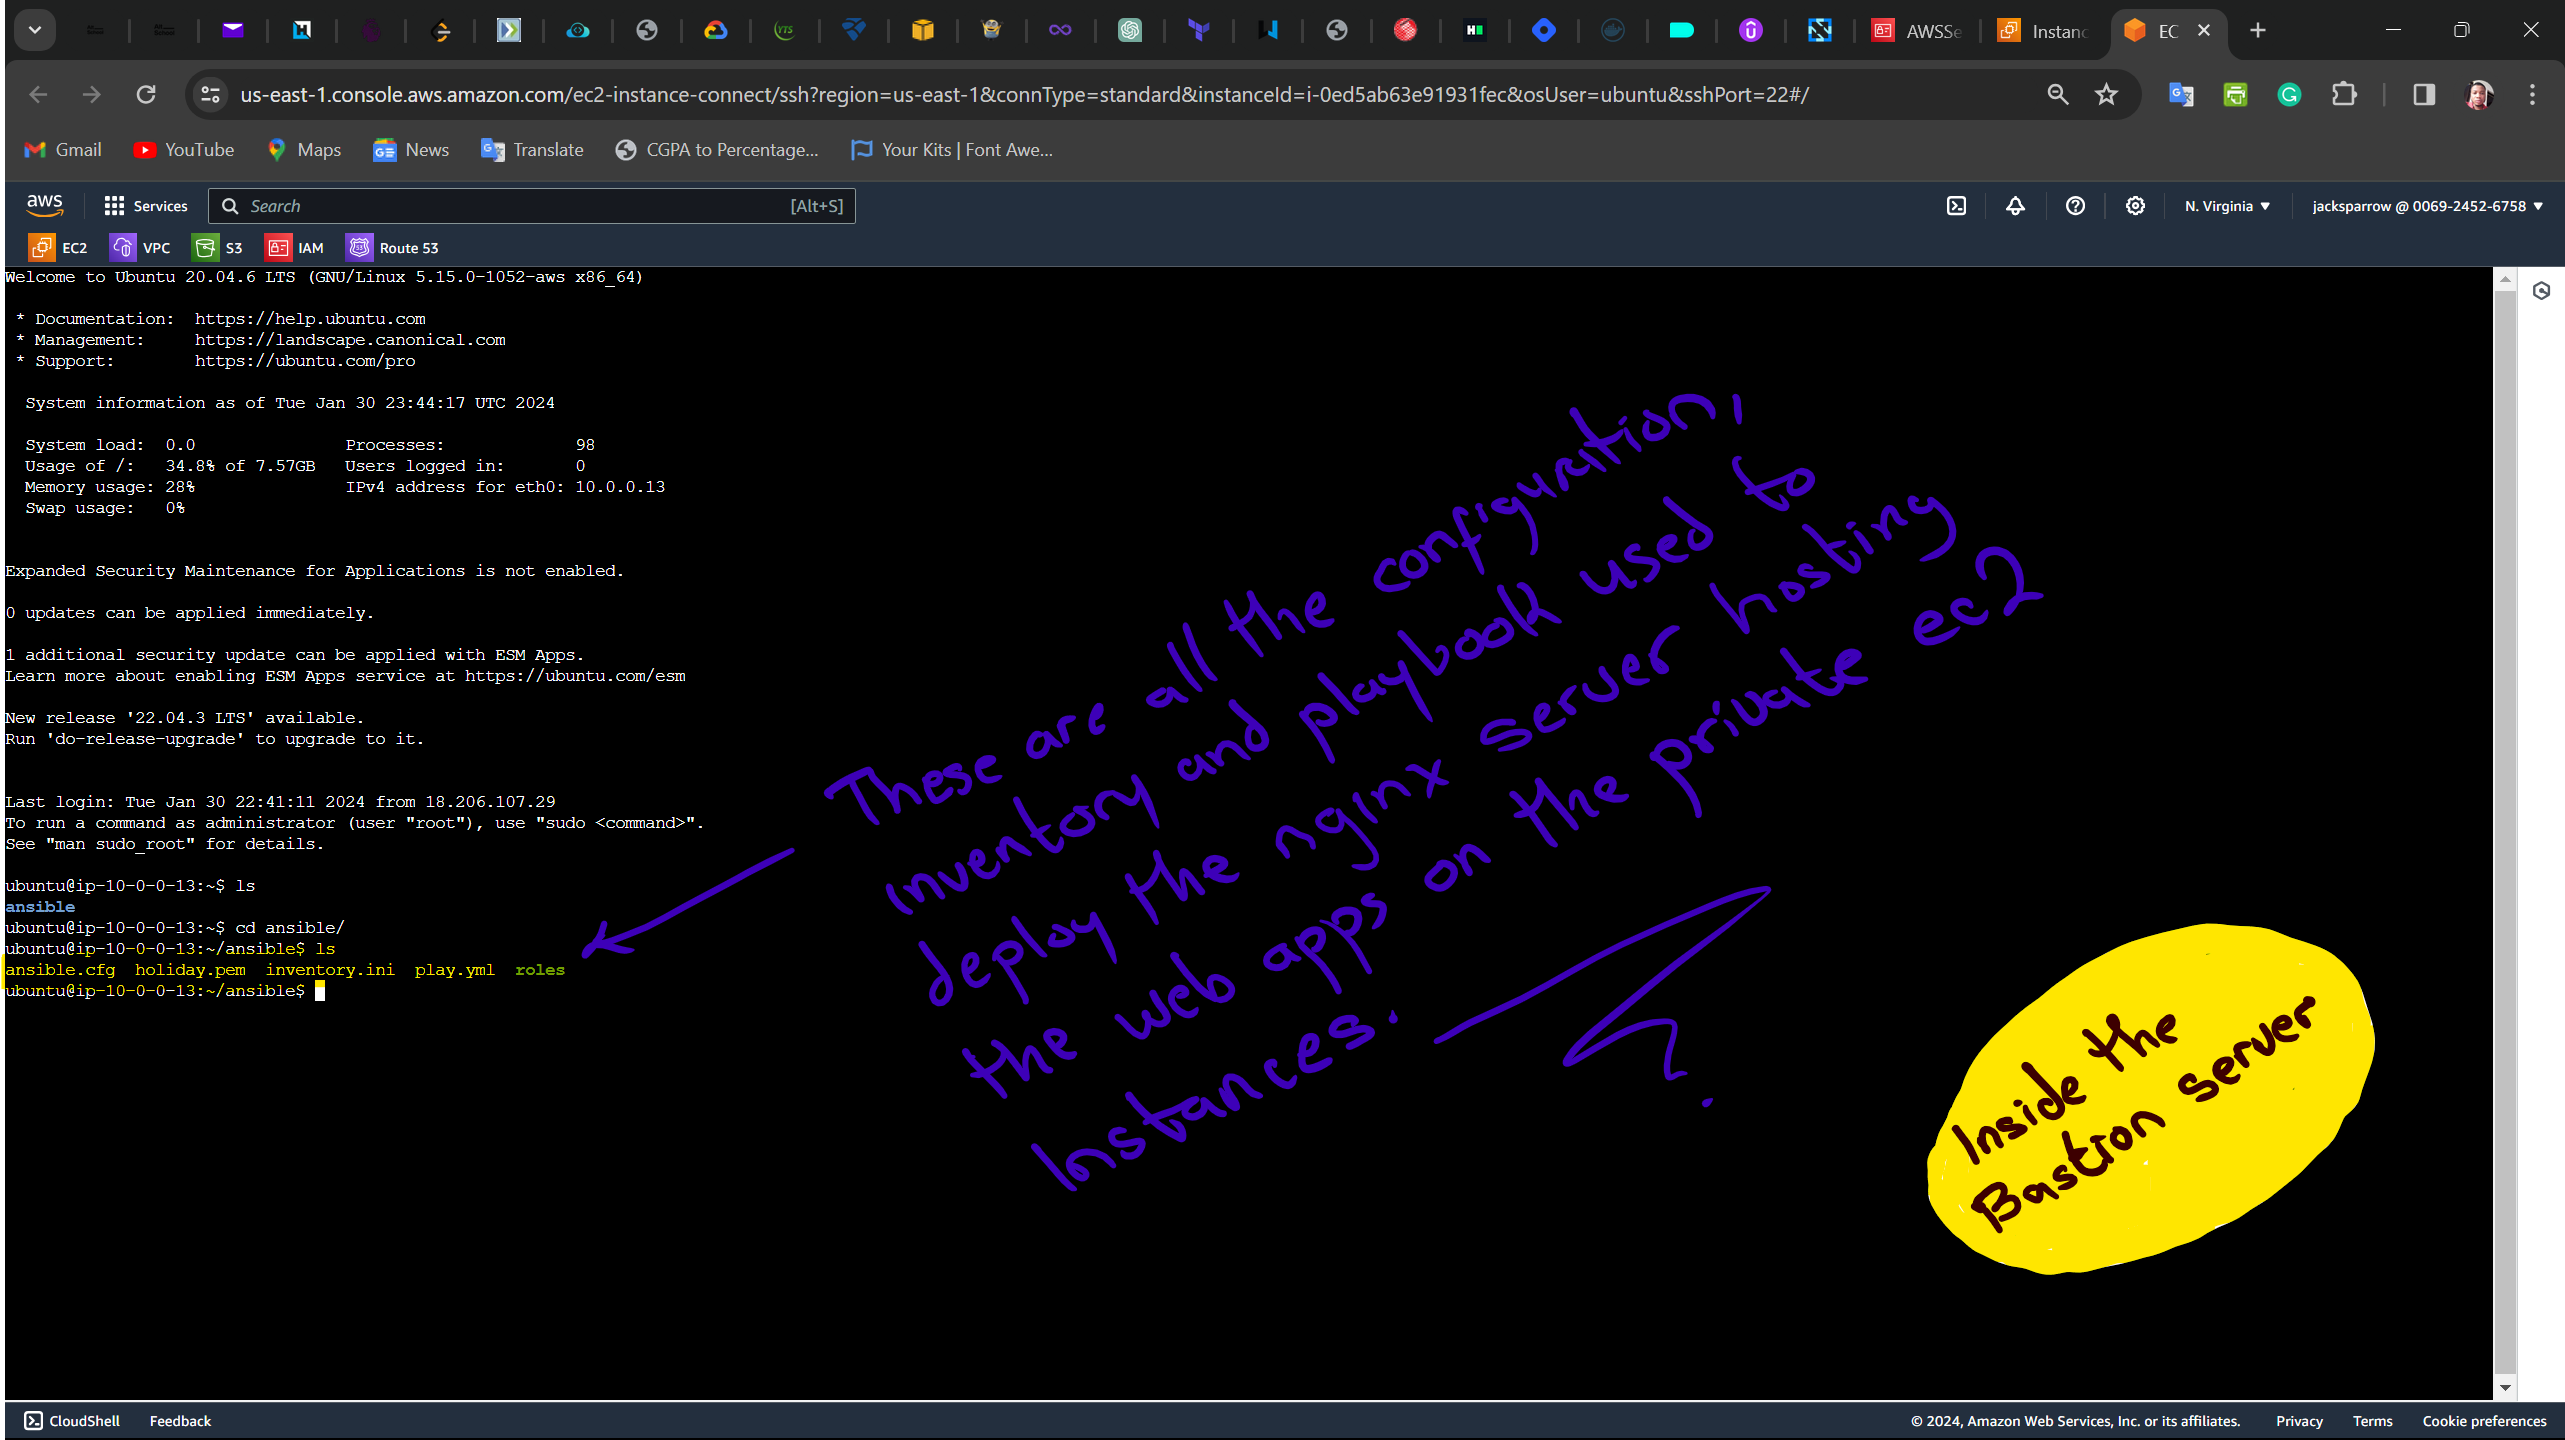 AWSSe
Instanc
EC
us-east-1.console.aws.amazon.com/ec2-instance-connect/ssh?region=us-east-1&connType=standard&instanceId=i-0ed5ab63e91931fec&osUser=ubuntu&sshPort=22#/
Gmail YouTube Maps News Translate CGPA to Percentage... Your Kits | Font Awe...
aws Services Search [Alt+S] N. Virginia jacksparrow @ 0069-2452-6758
EC2 VPC S3 IAM Route 53
Welcome to Ubuntu 20.04.6 LTS (GNU/Linux 5.15.0-1052-aws x86_64)
* Documentation: https://help.ubuntu.com
* Management: https://landscape.canonical.com
* Support: https://ubuntu.com/pro
System information as of Tue Jan 30 23:44:17 UTC 2024
System load: 0.0 Processes: 98
Usage of /: 34.8% of 7.57GB Users logged in: 0
Memory usage: 28% IPv4 address for eth0: 10.0.0.13
Swap usage: 0%
Expanded Security Maintenance for Applications is not enabled.
0 updates can be applied immediately.
1 additional security update can be applied with ESM Apps.
Learn more about enabling ESM Apps service at https://ubuntu.com/esm
New release '22.04.3 LTS' available.
Run 'do-release-upgrade' to upgrade to it.
Last login: Tue Jan 30 22:41:11 2024 from 18.206.107.29
To run a command as administrator (user "root"), use "sudo <command>".
See "man sudo_root" for details.
ubuntu@ip-10-0-0-13:~$ ls
ansible
ubuntu@ip-10-0-0-13:~$ cd ansible/
ubuntu@ip-10-0-0-13:~/ansible$ ls
ansible.cfg holiday.pem inventory.ini play.yml roles
ubuntu@ip-10-0-0-13:~/ansible$
These are all the configuration,
inventory and playbook used to
deploy the nginx server hosting
the web apps on the private ec2
Instances.
Inside the
Bastion server
CloudShell Feedback © 2024, Amazon Web Services, Inc. or its affiliates. Privacy Terms Cookie preferences